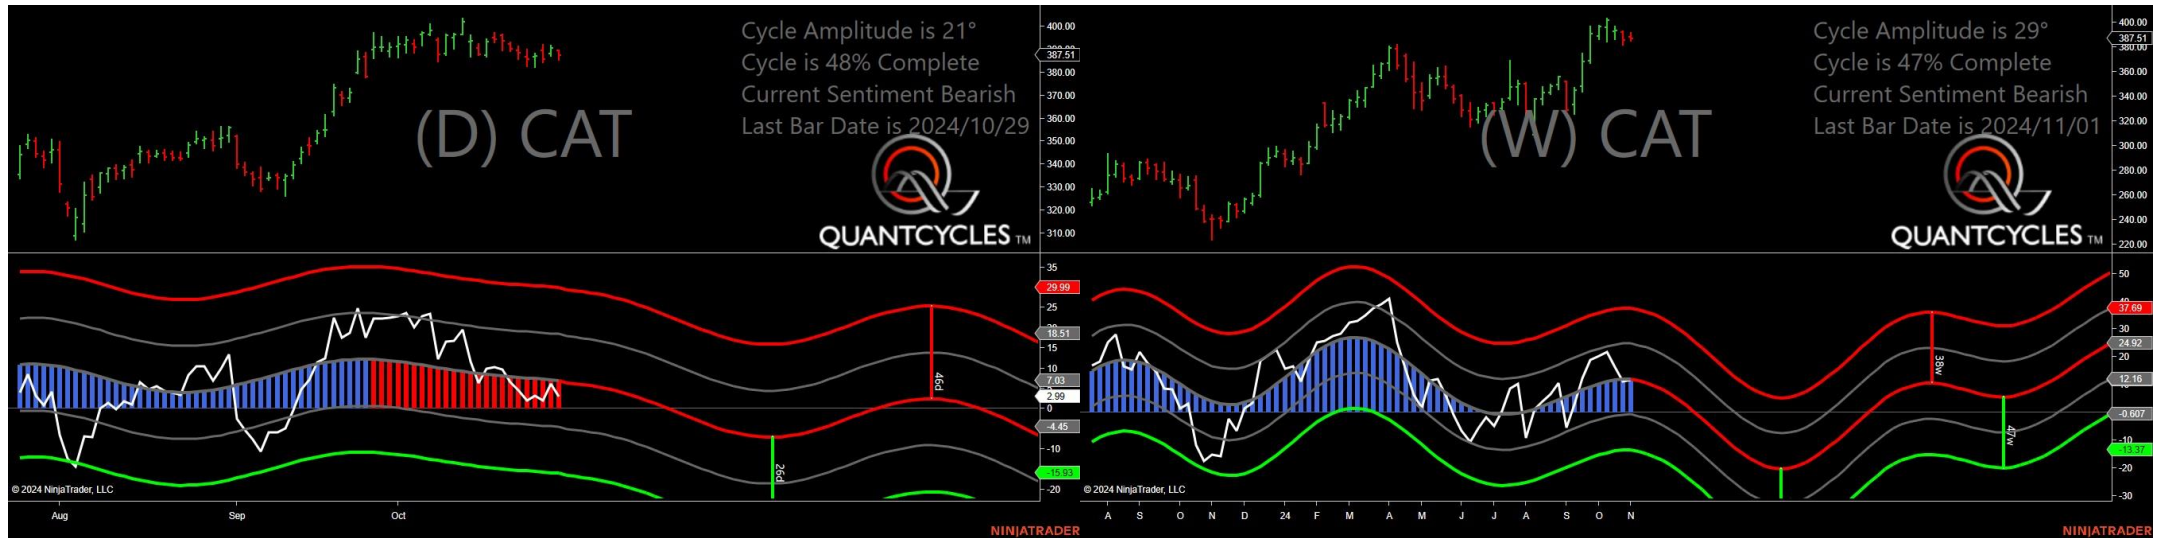 Cycle Amplitude is 21°
Cycle is 48% Complete
Current Sentiment Bearish
Last Bar Date is 2024/10/29
(D) CAT
QUANTCYCLES TM
400.00
387.51
380.00
370.00
360.00
350.00
340.00
330.00
320.00
310.00
35
29.99
25
18.51
15
10
7.03
2.99
0
-4.45
-10
-15.93
-20
46d
26d
© 2024 NinjaTrader, LLC
Aug Sep Oct
NINJATRADER
Cycle Amplitude is 29°
Cycle is 47% Complete
Current Sentiment Bearish
Last Bar Date is 2024/11/01
(W) CAT
QUANTCYCLES TM
400.00
387.51
380.00
360.00
340.00
320.00
300.00
280.00
260.00
240.00
220.00
50
37.69
30
24.92
20
12.16
-0.607
-10
-13.37
-20
-30
38w
47w
© 2024 NinjaTrader, LLC
A S O N D 24 F M A M J J A S O N
NINJATRADER